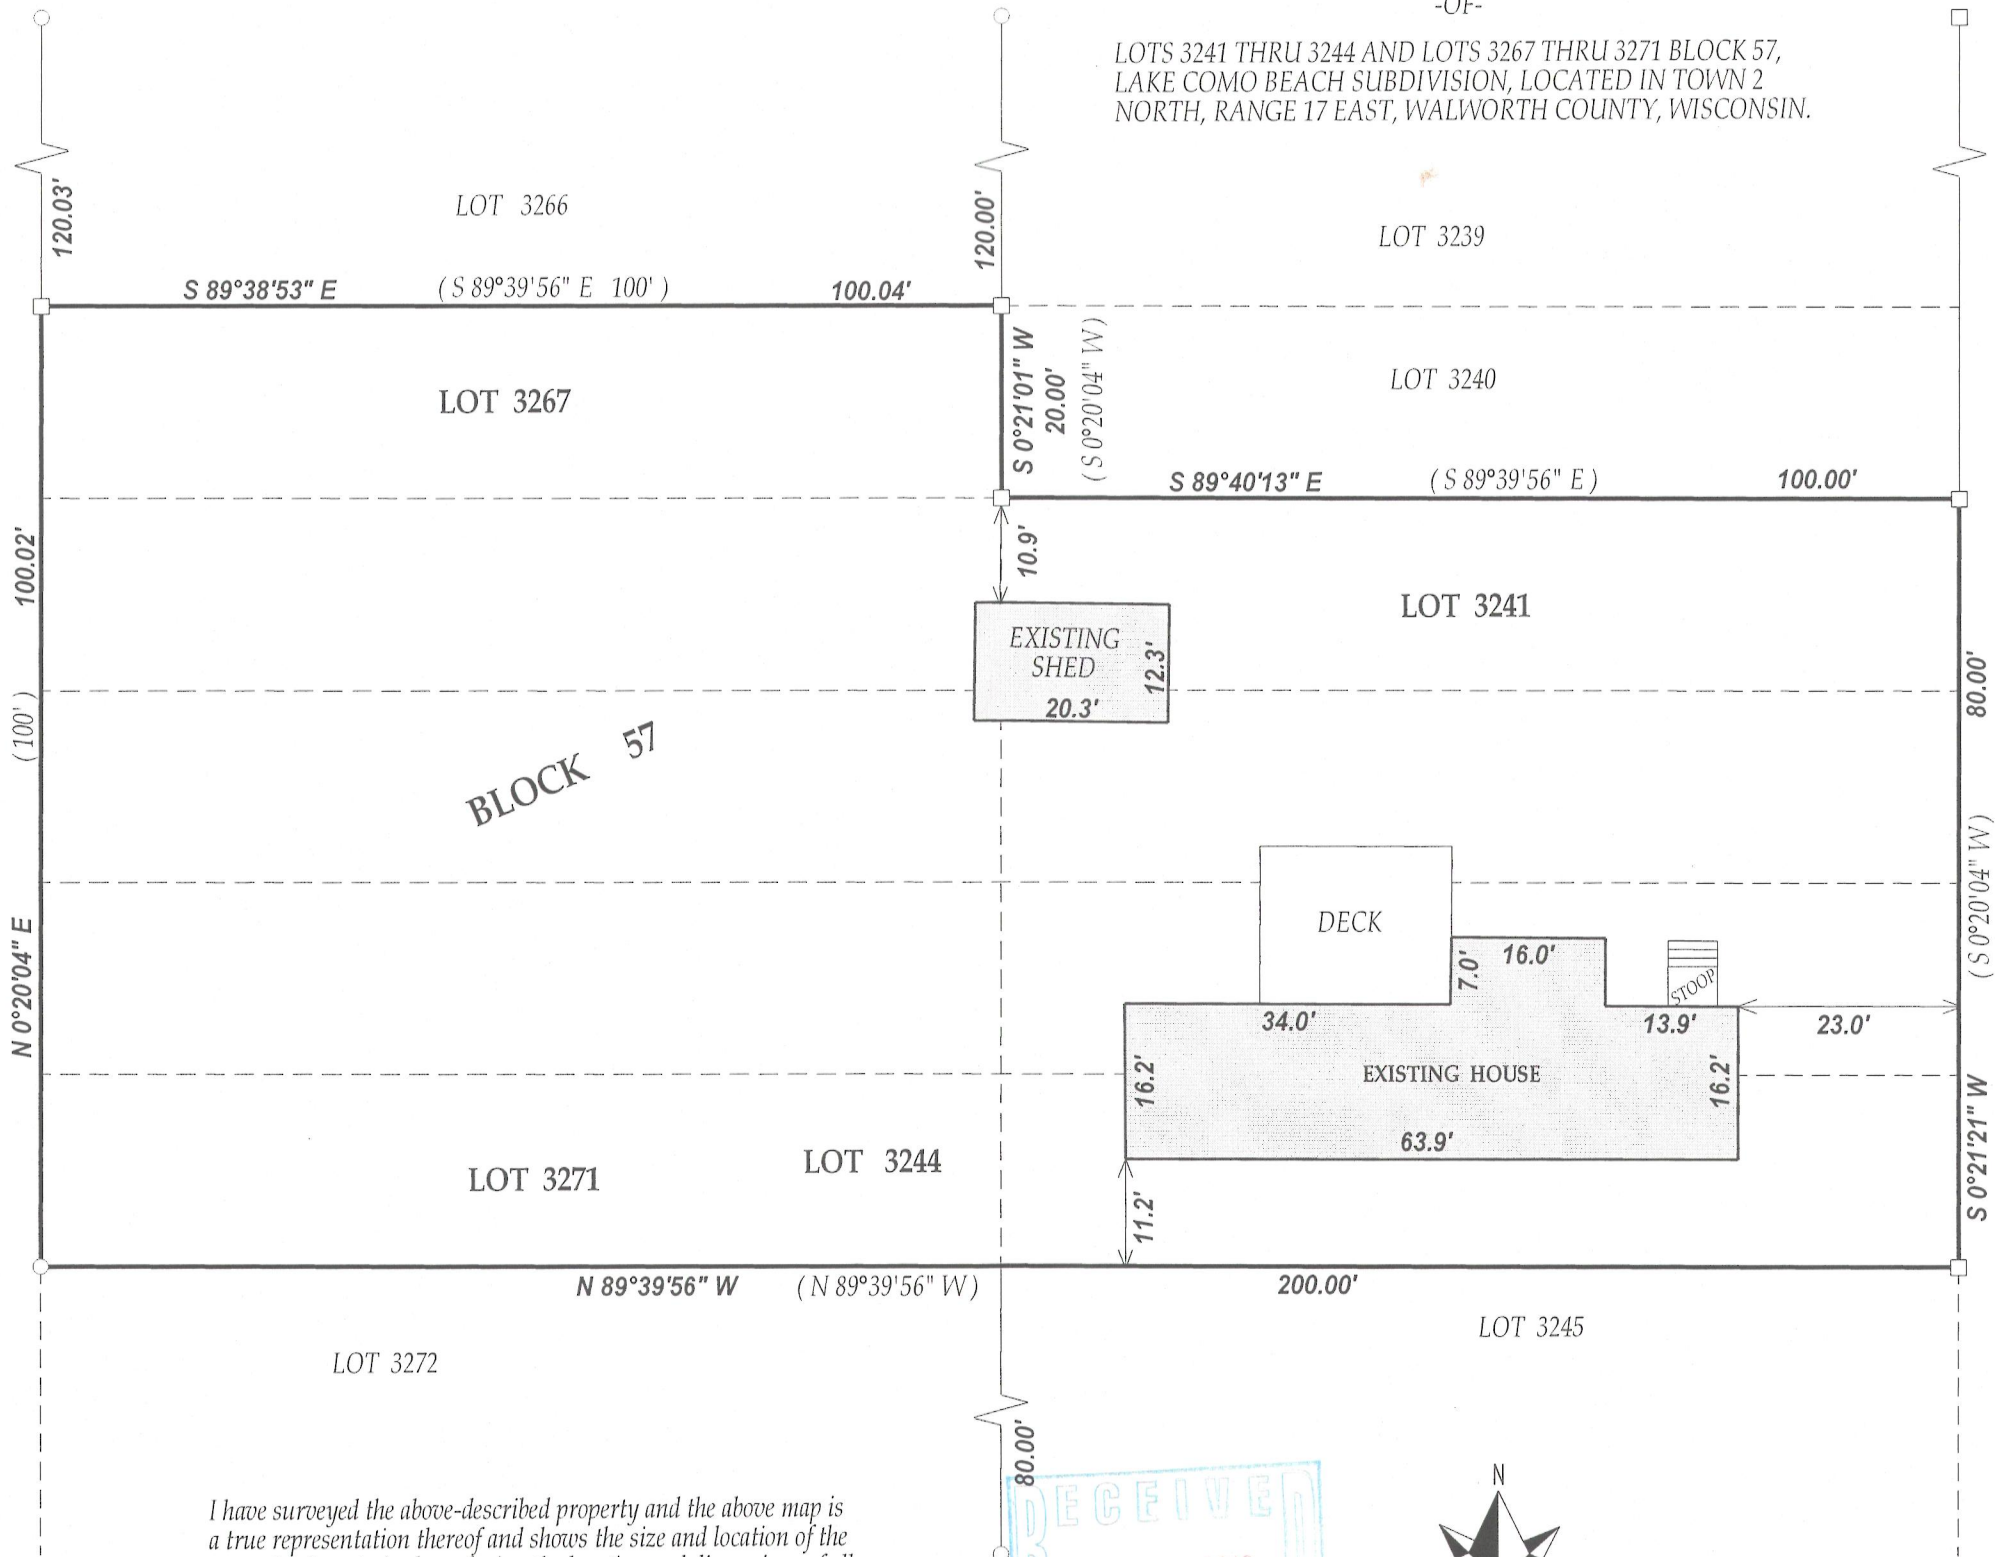 -OF-
LOTS 3241 THRU 3244 AND LOTS 3267 THRU 3271 BLOCK 57,
LAKE COMO BEACH SUBDIVISION, LOCATED IN TOWN 2
NORTH, RANGE 17 EAST, WALWORTH COUNTY, WISCONSIN.
120.03'
LOT 3266
120.00'
LOT 3239
S 89°38'53" E ( S 89°39'56" E 100' ) 100.04'
LOT 3267
S 0°21'01" W
20.00'
( S 0°20'04" W )
LOT 3240
S 89°40'13" E ( S 89°39'56" E ) 100.00'
100.02'
10.9'
LOT 3241
EXISTING
SHED
12.3'
20.3'
80.00'
( 100' )
BLOCK 57
( S 0°20'04" W )
DECK
N 0°20'04" E
7.0'
16.0'
STOOP
34.0'
13.9'
23.0'
16.2'
EXISTING HOUSE
16.2'
63.9'
S 0°21'21" W
LOT 3271
LOT 3244
11.2'
N 89°39'56" W ( N 89°39'56" W ) 200.00'
LOT 3245
LOT 3272
80.00'
N
RECEIVED
I have surveyed the above-described property and the above map is
a true representation thereof and shows the size and location of the